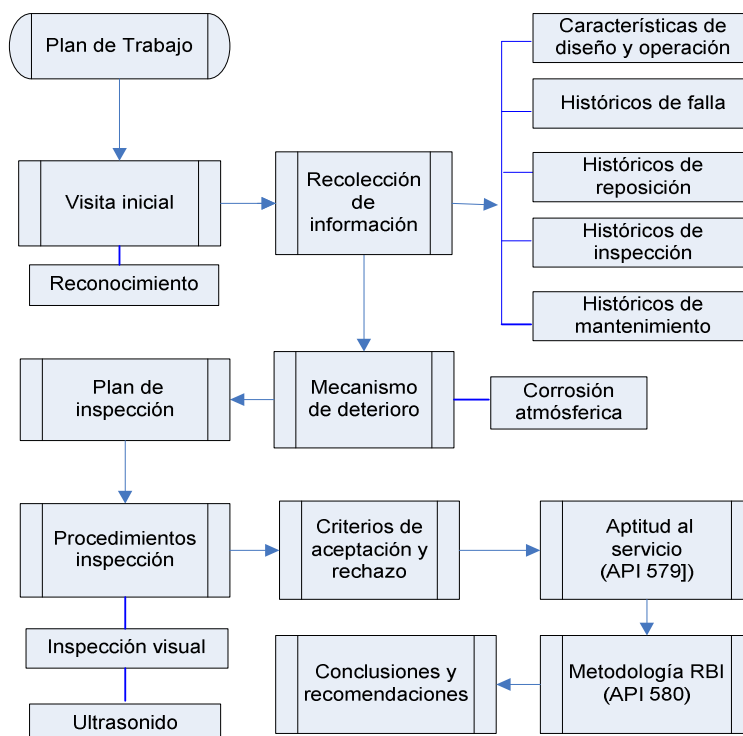 Plan de Trabajo
Características de
diseño y operación
Históricos de falla
Visita inicial
Recolección
de
información
Históricos de
reposición
Históricos de
inspección
Reconocimiento
Históricos de
mantenimiento
Plan de
inspección
Mecanismo
de deterioro
Corrosión
atmósferica
Procedimientos
inspección
Criterios de
aceptación y
rechazo
Aptitud al
servicio
(API 579])
Inspección visual
Conclusiones y
recomendaciones
Metodología RBI
(API 580)
Ultrasonido